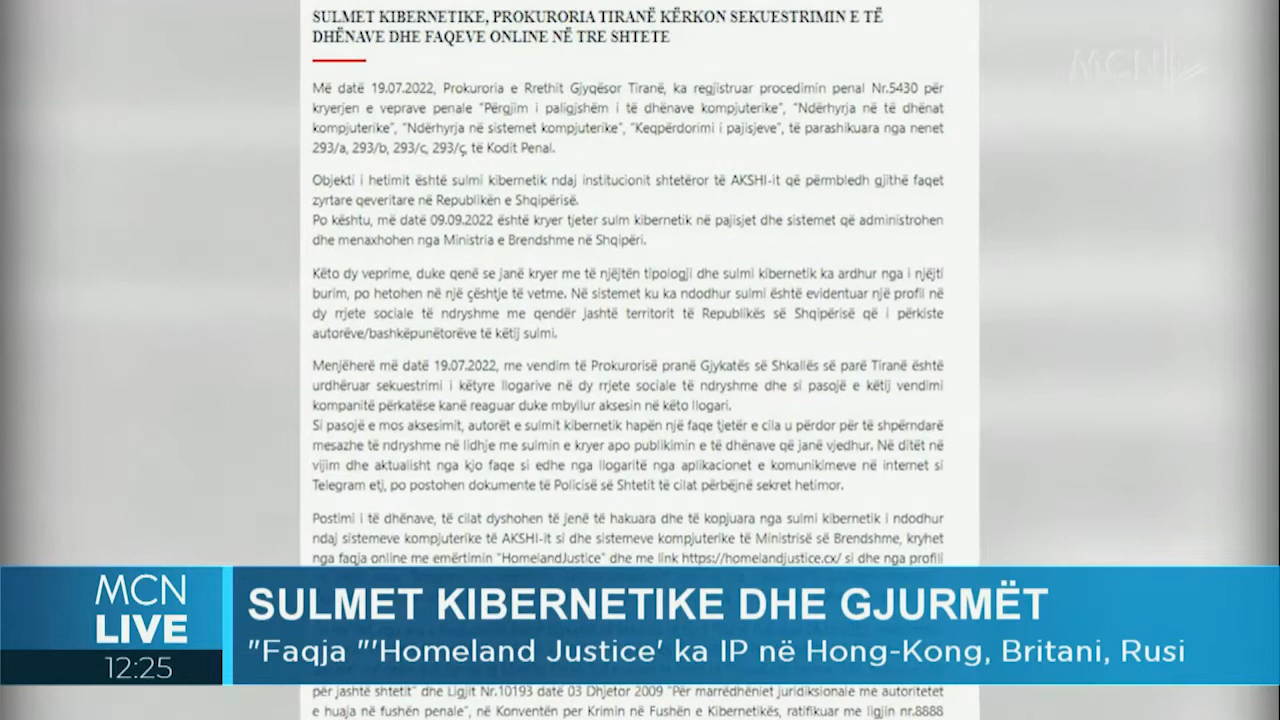 SULMET KIBERNETIKE, PROKURORIA TIRANË KËRKON SEKUESTRIMIN E TË
DHËNAVE DHE FAQEVE ONLINE NË TRE SHTETE
MCN
Më datë 19.07.2022, Prokuroria e Rrethit Gjyqësor Tiranë, ka regjistruar procedimin penal Nr.5430 për
kryerjen e veprave penale "Përgjim i paligjshëm i të dhënave kompjuterike", "Ndërhyrja në të dhënat
kompjuterike", "Ndërhyrja në sistemet kompjuterike", "Keqpërdorimi i pajisjeve", të parashikuara nga nenet
293/a, 293/b, 293/c, 293/ç, të Kodit Penal.
Objekti i hetimit është sulmi kibernetik ndaj institucionit shtetëror të AKSHI-it që përmbledh gjithë faqet
zyrtare qeveritare në Republikën e Shqipërisë.
Po kështu, më datë 09.09.2022 është kryer tjeter sulm kibernetik në pajisjet dhe sistemet që administrohen
dhe menaxhohen nga Ministria e Brendshme në Shqipëri.
Këto dy veprime, duke qenë se janë kryer me të njëjtën tipologji dhe sulmi kibernetik ka ardhur nga i njëjti
burim, po hetohen në një çështje të vetme. Në sistemet ku ka ndodhur sulmi është evidentuar një profil në
dy rrjete sociale të ndryshme me qendër jashtë territorit të Republikës së Shqipërisë që i përkiste
autorëve/bashkëpunëtorëve të këtij sulmi.
Menjëherë më datë 19.07.2022, me vendim të Prokurorisë pranë Gjykatës së Shkallës së parë Tiranë është
urdhëruar sekuestrimi i këtyre llogarive në dy rrjete sociale të ndryshme dhe si pasojë e këtij vendimi
kompanitë përkatëse kanë reaguar duke mbyllur aksesin në këto llogari.
Si pasojë e mos aksesimit, autorët e sulmit kibernetik hapën një faqe tjetër e cila u përdor për të shpërndarë
mesazhe të ndryshme në lidhje me sulmin e kryer apo publikimin e të dhënave që janë vjedhur. Në ditët në
vijim dhe aktualisht nga kjo faqe si edhe nga llogaritë nga aplikacionet e komunikimeve në internet si
Telegram etj, po postohen dokumente të Policisë së Shtetit të cilat përbëjnë sekret hetimor.
Postimi i të dhënave, të cilat dyshohen të jenë të hakuara dhe të kopjuara nga sulmi kibernetik i ndodhur
ndaj sistemeve kompjuterike të AKSHI-it si dhe sistemeve kompjuterike të Ministrisë së Brendshme, kryhet
nga faqja online me emërtimin "HomelandJustice" dhe me link https://homelandjustice.cx/ si dhe nga profili
MCN
LIVE
12:25
SULMET KIBERNETIKE DHE GJURMËT
"Faqja "'Homeland Justice' ka IP në Hong-Kong, Britani, Rusi
për jashtë shtetit" dhe Ligjit Nr.10193 datë 03 Dhjetor 2009 "Për marrëdhëniet juridiksionale me autoritetet
e huaja në fushën penale", në Konventën per Krimin në Fushën e Kibernetikës, ratifikuar me ligjin nr.8888